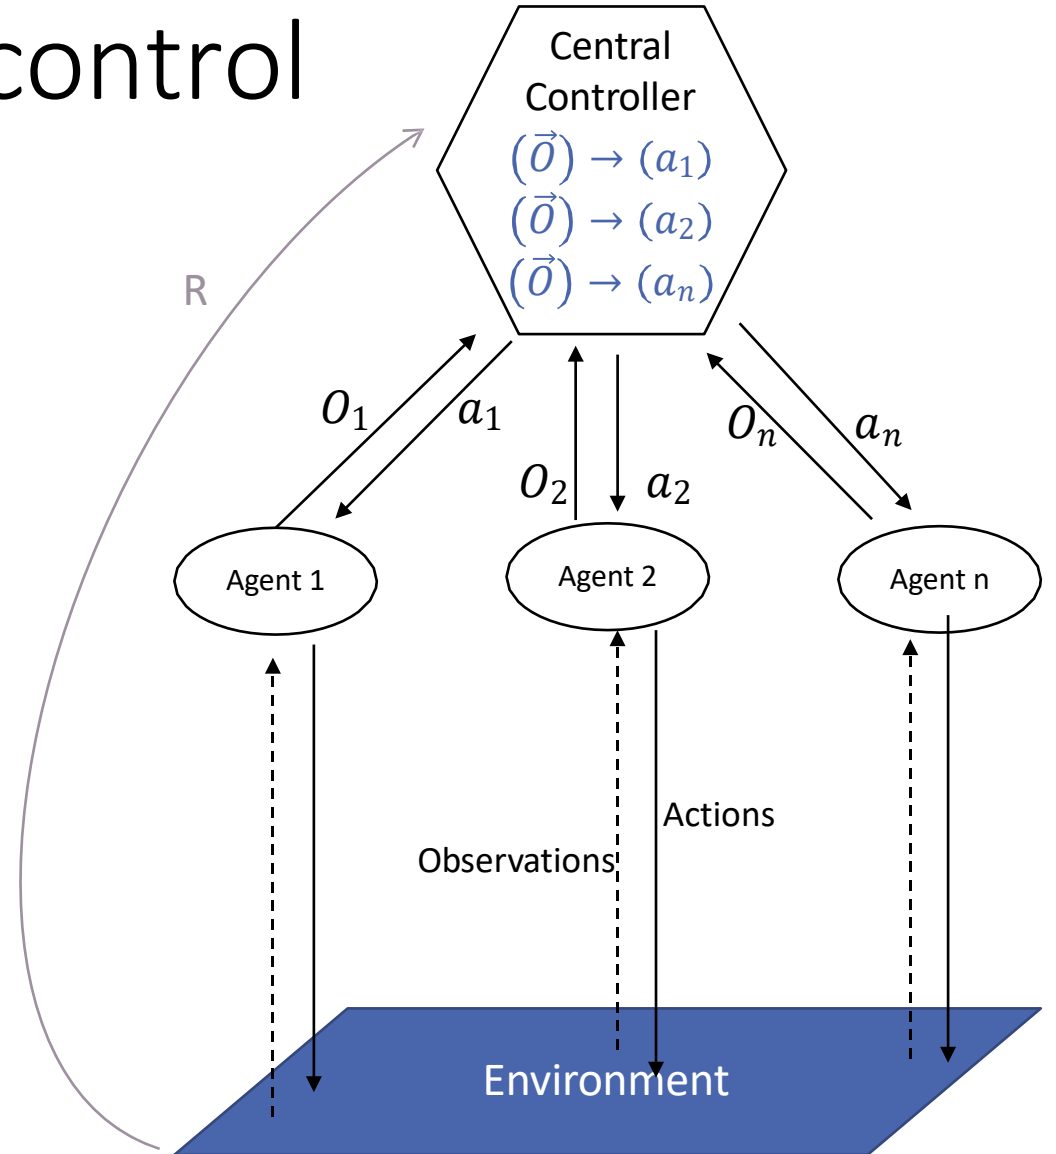 control
Central
Controller
(O⃗) → (a₁)
(O⃗) → (a₂)
(O⃗) → (aₙ)
R
O₁
a₁
O₂
a₂
Oₙ
aₙ
Agent 1
Agent 2
Agent n
Actions
Observations
Environment